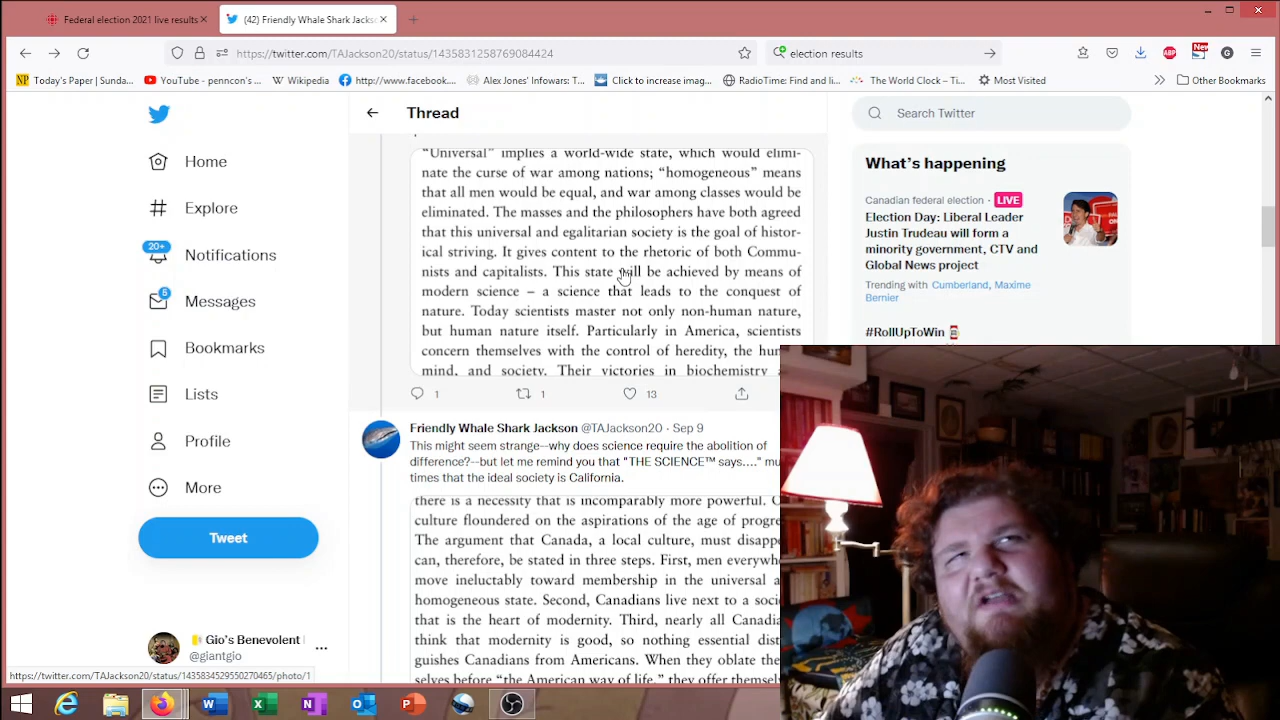 Federal election 2021 live results
(42) Friendly Whale Shark Jackso
https://twitter.com/TAJackson20/status/1435831258769084424
election results
ABP
New
G
NP Today's Paper | Sunda...
YouTube - penncon's...
W Wikipedia
http://www.facebook....
Alex Jones' Infowars: T...
Click to increase imag...
RadioTime: Find and li...
The World Clock – Ti...
Most Visited
Other Bookmarks
Home
Explore
20+
Notifications
6
Messages
Bookmarks
Lists
Profile
More
Tweet
Gio's Benevolent
@giantgio
Thread
"Universal" implies a world-wide state, which would elimi-
nate the curse of war among nations; "homogeneous" means
that all men would be equal, and war among classes would be
eliminated. The masses and the philosophers have both agreed
that this universal and egalitarian society is the goal of histor-
ical striving. It gives content to the rhetoric of both Commu-
nists and capitalists. This state will be achieved by means of
modern science – a science that leads to the conquest of
nature. Today scientists master not only non-human nature,
but human nature itself. Particularly in America, scientists
concern themselves with the control of heredity, the hum
mind, and society. Their victories in biochemistry
1
1
13
Friendly Whale Shark Jackson @TAJackson20 · Sep 9
This might seem strange--why does science require the abolition of
difference?--but let me remind you that "THE SCIENCE™ says...." mu
times that the ideal society is California.
there is a necessity that is incomparably more powerful.
culture floundered on the aspirations of the age of progre
The argument that Canada, a local culture, must disapp
can, therefore, be stated in three steps. First, men everywh
move ineluctably toward membership in the universal a
homogeneous state. Second, Canadians live next to a soci
that is the heart of modernity. Third, nearly all Canadia
think that modernity is good, so nothing essential dist
guishes Canadians from Americans. When they oblate the
selves before "the American way of life," they offer themsel
Search Twitter
What's happening
Canadian federal election · LIVE
Election Day: Liberal Leader
Justin Trudeau will form a
minority government, CTV and
Global News project
Trending with Cumberland, Maxime
Bernier
#RollUpToWin
https://twitter.com/TAJackson20/status/1435834529550270465/photo/1